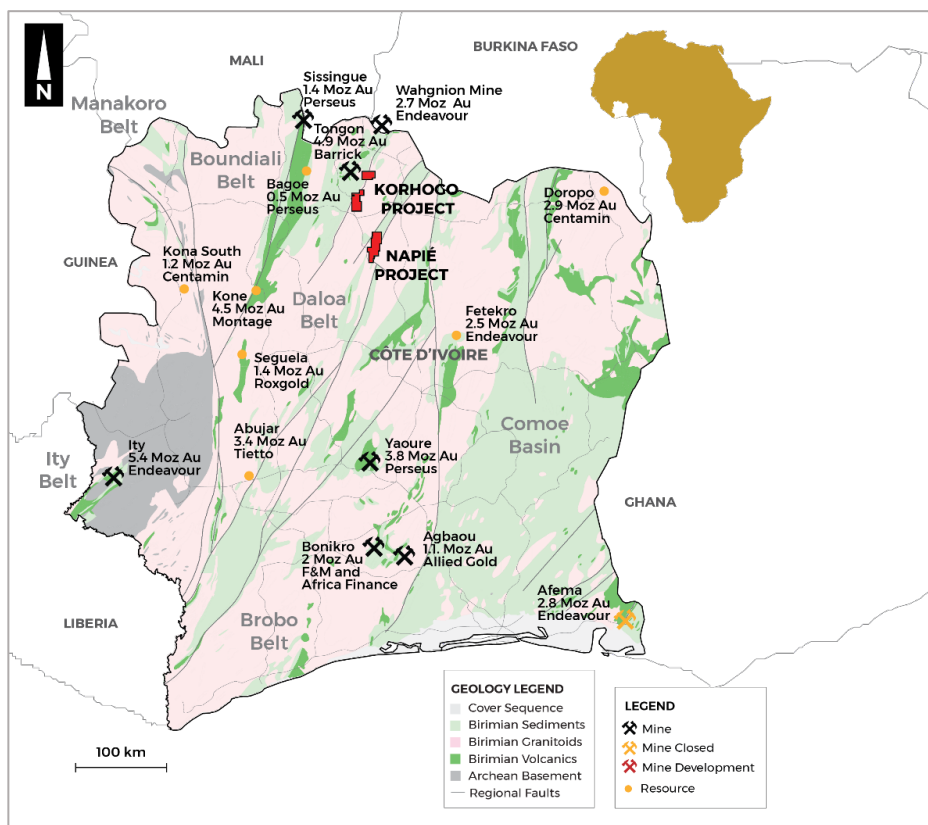 N
MALI
BURKINA FASO
Manakoro
Belt
Sissingue
1.4 Moz Au
Perseus
Wahgnion Mine
2.7 Moz Au
Endeavour
Boundiali
Belt
Tongon
4.9 Moz Au
Barrick
Bagoe
0.5 Moz Au
Perseus
KORHOGO
PROJECT
Doropo
2.9 Moz Au
Centamin
GUINEA
Kona South
1.2 Moz Au
Centamin
NAPIÉ
PROJECT
Kone
4.5 Moz Au
Montage
Daloa
Belt
Fetekro
2.5 Moz Au
Endeavour
CÔTE D'IVOIRE
Seguela
1.4 Moz Au
Roxgold
Comoe
Basin
Abujar
3.4 Moz Au
Tietto
Yaoure
3.8 Moz Au
Perseus
Ity
Belt
Ity
5.4 Moz Au
Endeavour
GHANA
Bonikro
2 Moz Au
F&M and
Africa Finance
Agbaou
1.1. Moz Au
Allied Gold
Afema
2.8 Moz Au
Endeavour
LIBERIA
Brobo
Belt
100 km
GEOLOGY LEGEND
Cover Sequence
Birimian Sediments
Birimian Granitoids
Birimian Volcanics
Archean Basement
Regional Faults
LEGEND
Mine
Mine Closed
Mine Development
Resource